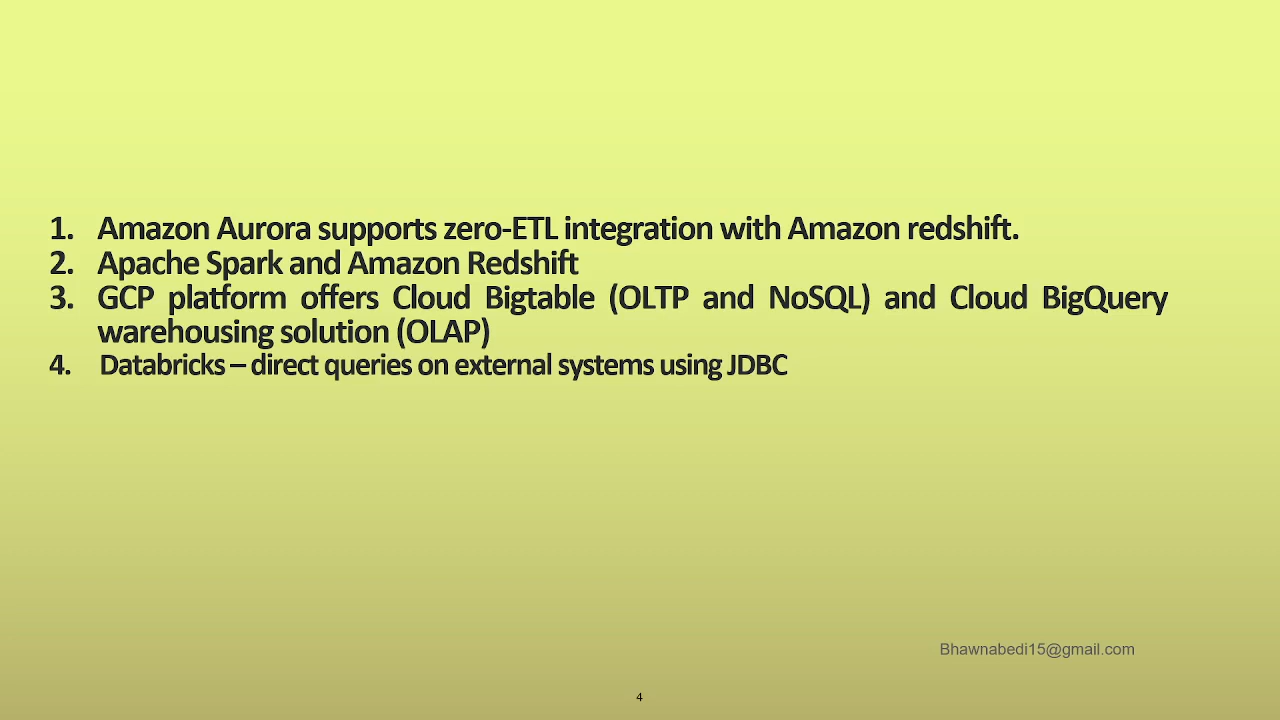 1. Amazon Aurora supports zero-ETL integration with Amazon redshift.
2. Apache Spark and Amazon Redshift
3. GCP platform offers Cloud Bigtable (OLTP and NoSQL) and Cloud BigQuery
warehousing solution (OLAP)
4. Databricks – direct queries on external systems using JDBC
Bhawnabedi15@gmail.com
4